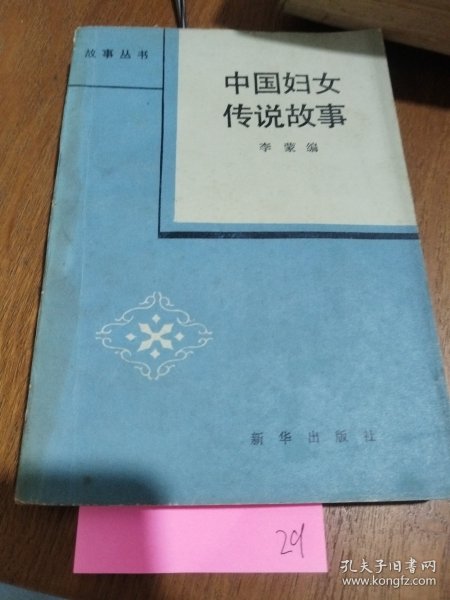 故事丛书
中国妇女
传说故事
李蒙编
新华出版社
29
孔夫子旧书网
www.kongfz.com